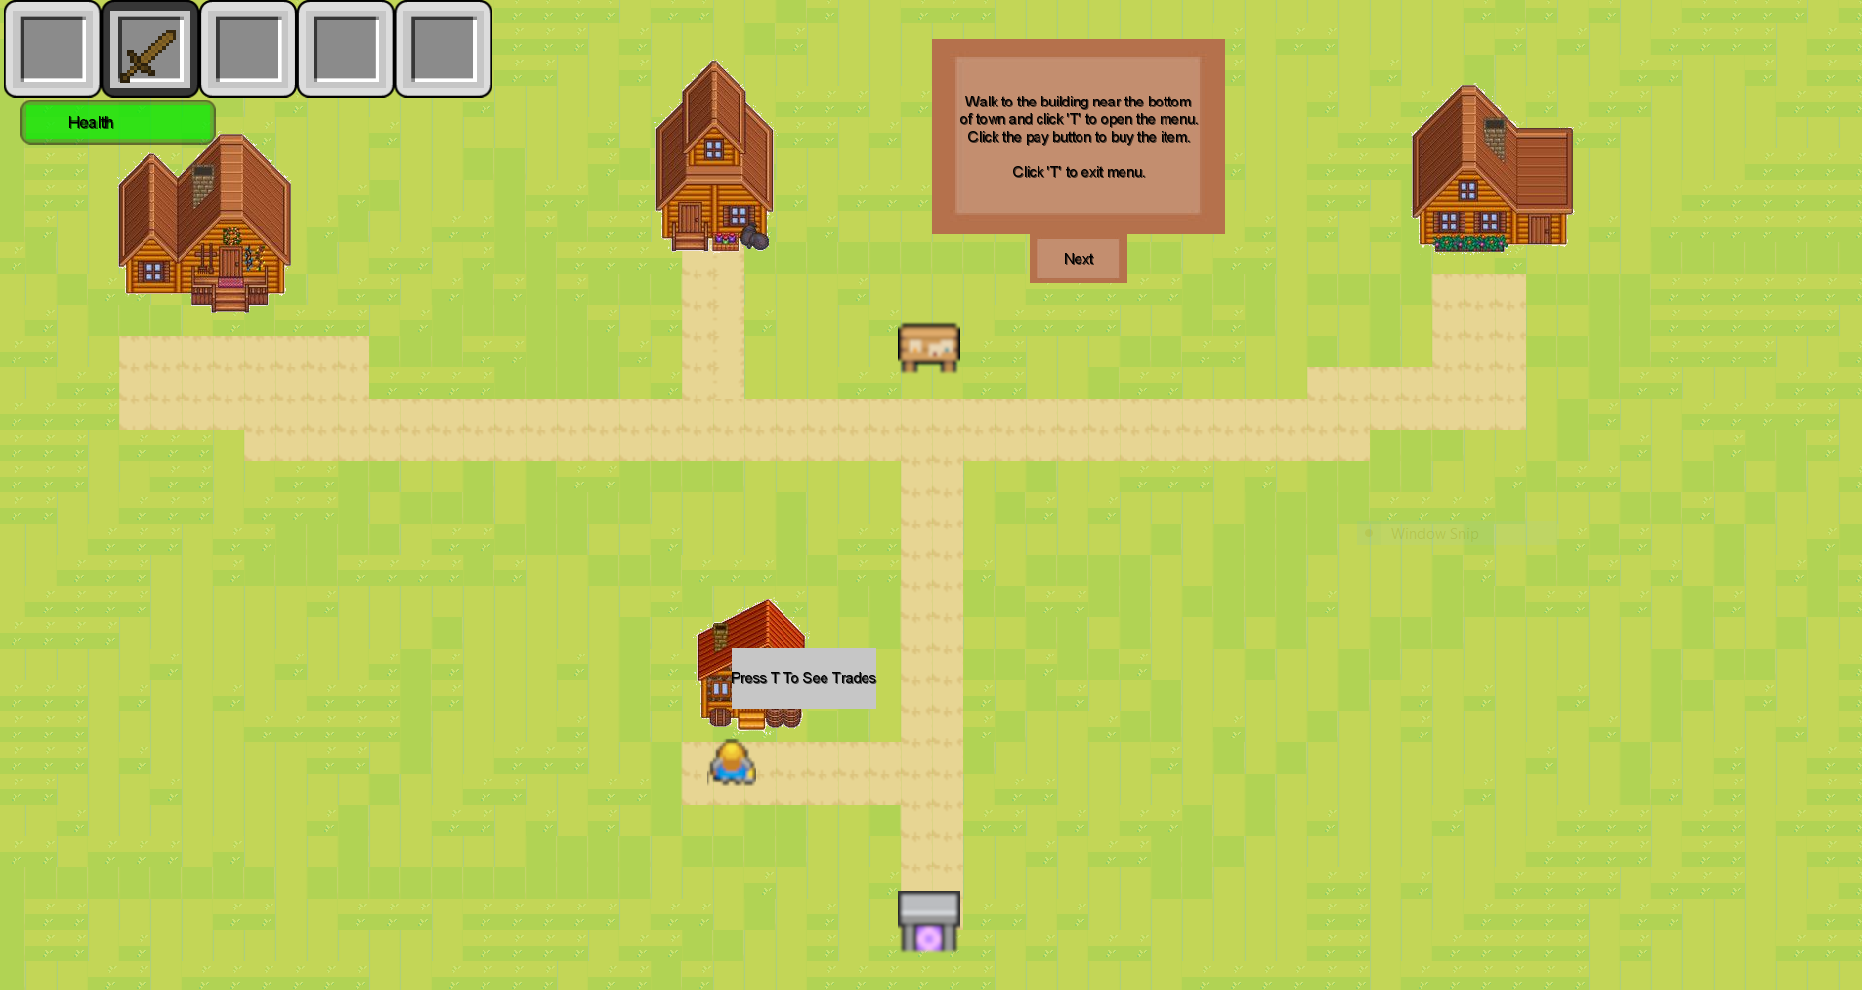 Health
Walk to the building near the bottom
of town and click 'T' to open the menu.
Click the pay button to buy the item.
Click 'T' to exit menu.
Next
Window Snip
Press T To See Trades